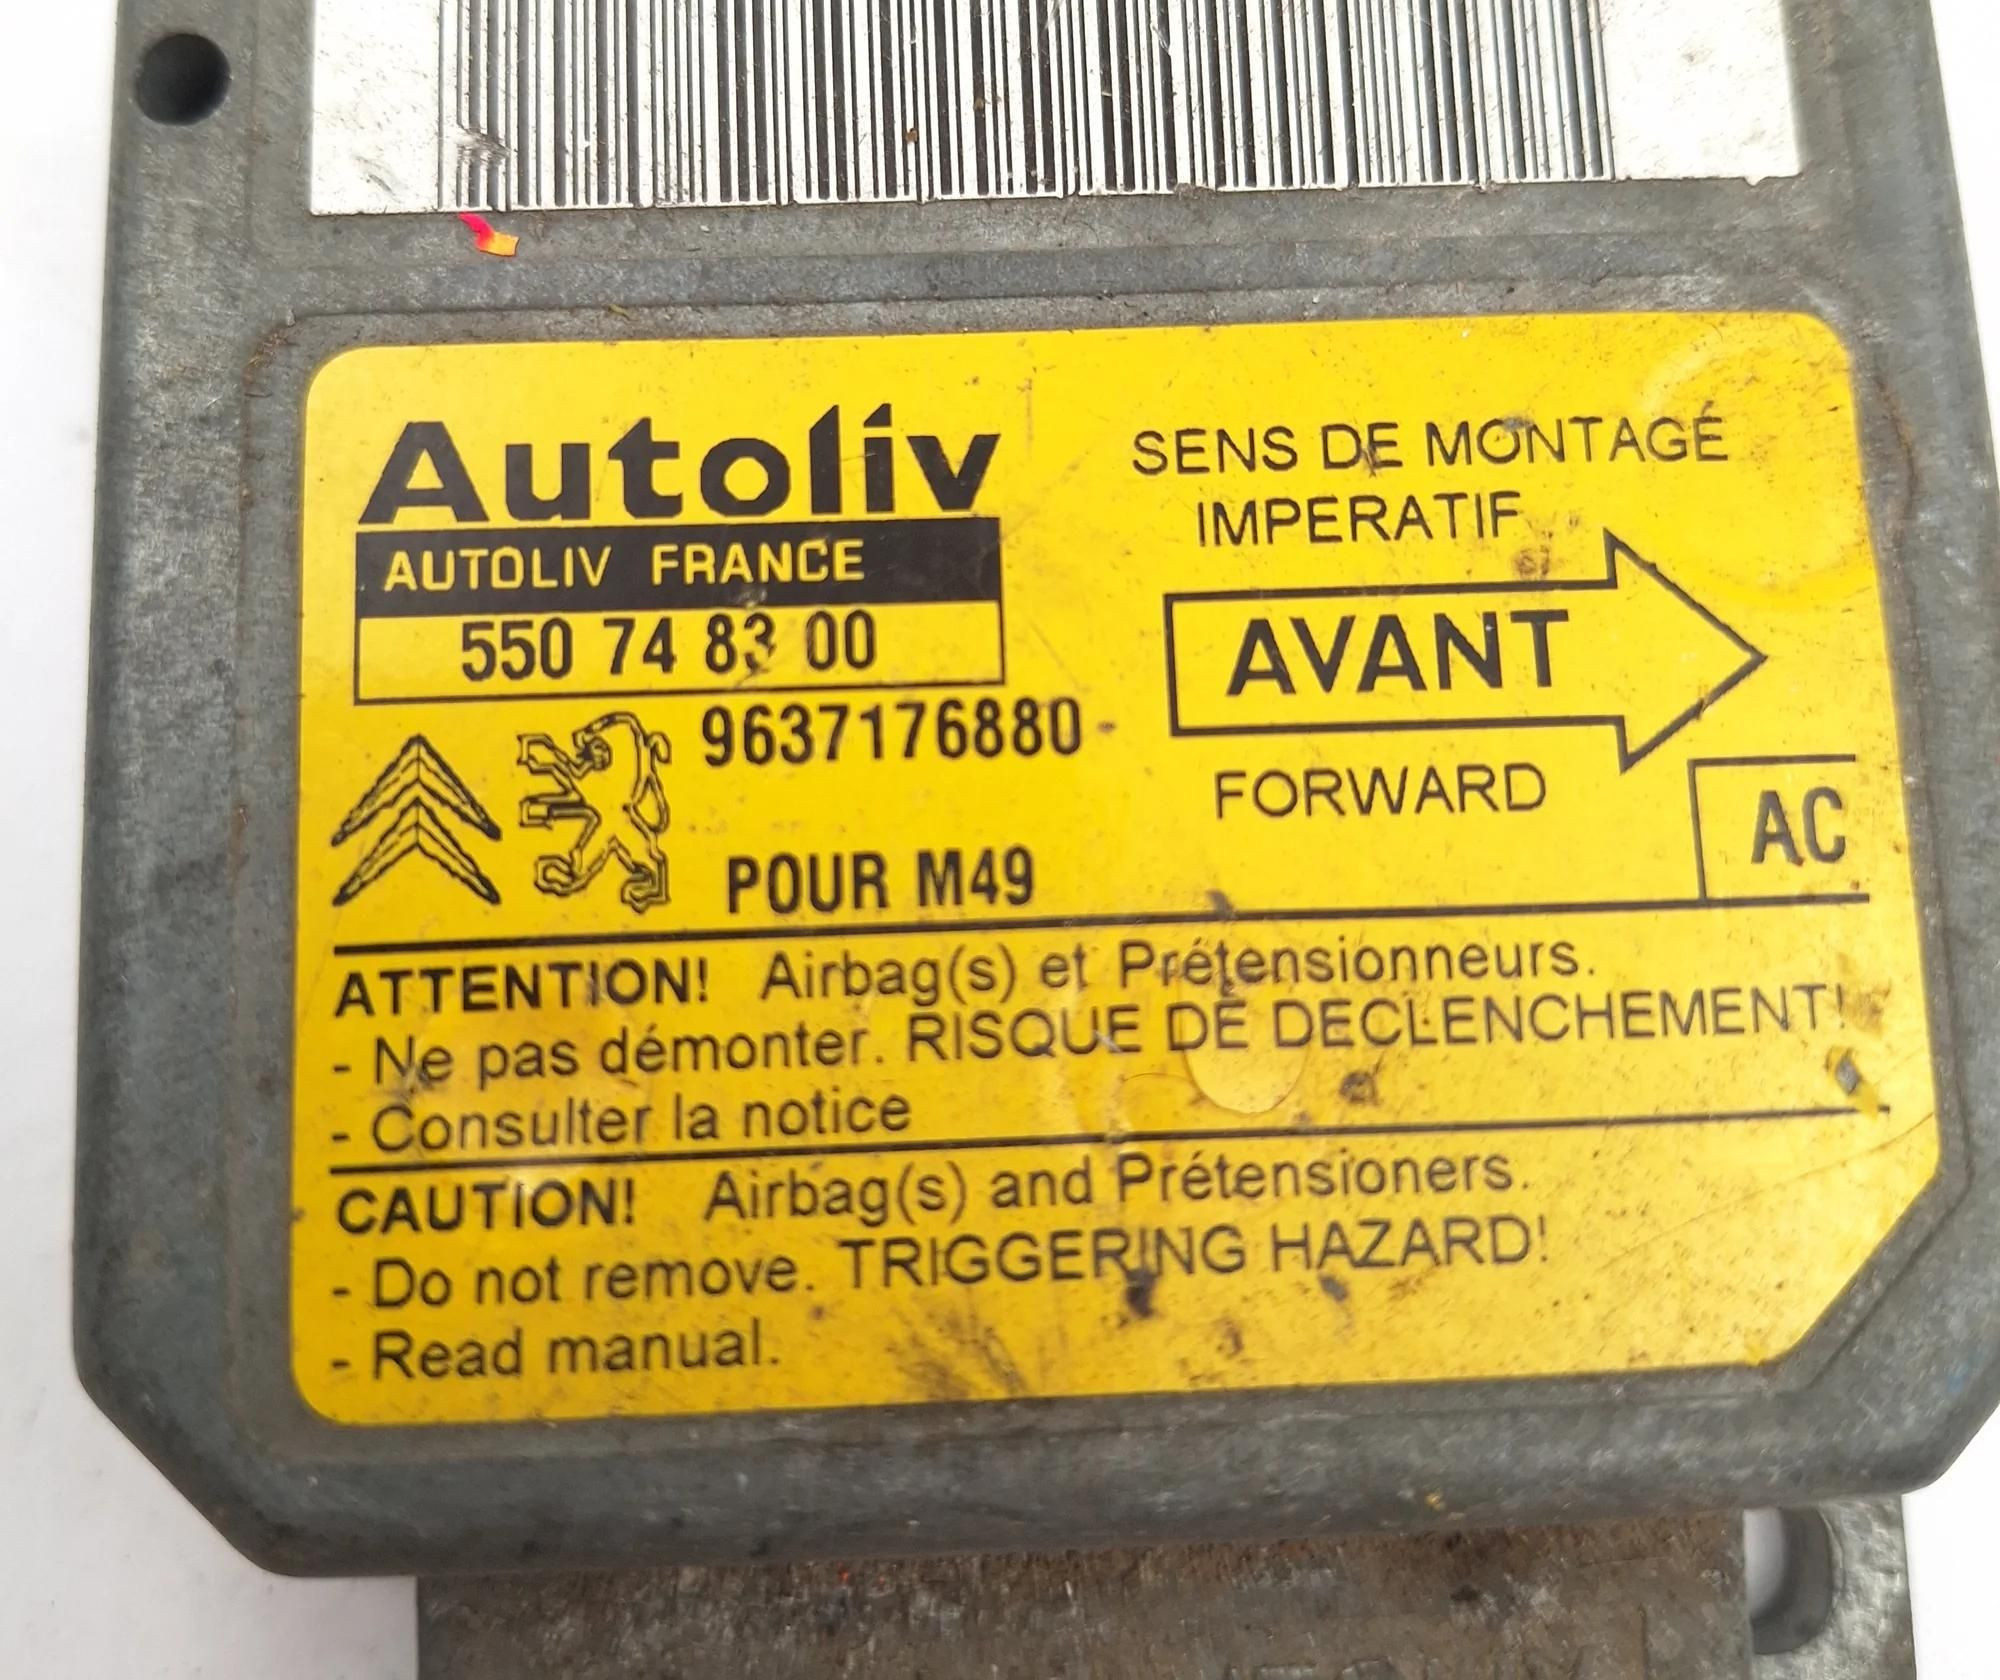 Autoliv
AUTOLIV FRANCE
550 74 83 00
9637176880
POUR M49
SENS DE MONTAGE
IMPERATIF
AVANT
FORWARD
AC
ATTENTION! Airbag(s) et Prétensionneurs.
- Ne pas démonter. RISQUE DE DECLENCHEMENT!
- Consulter la notice
CAUTION! Airbag(s) and Prétensioners.
- Do not remove. TRIGGERING HAZARD!
- Read manual.